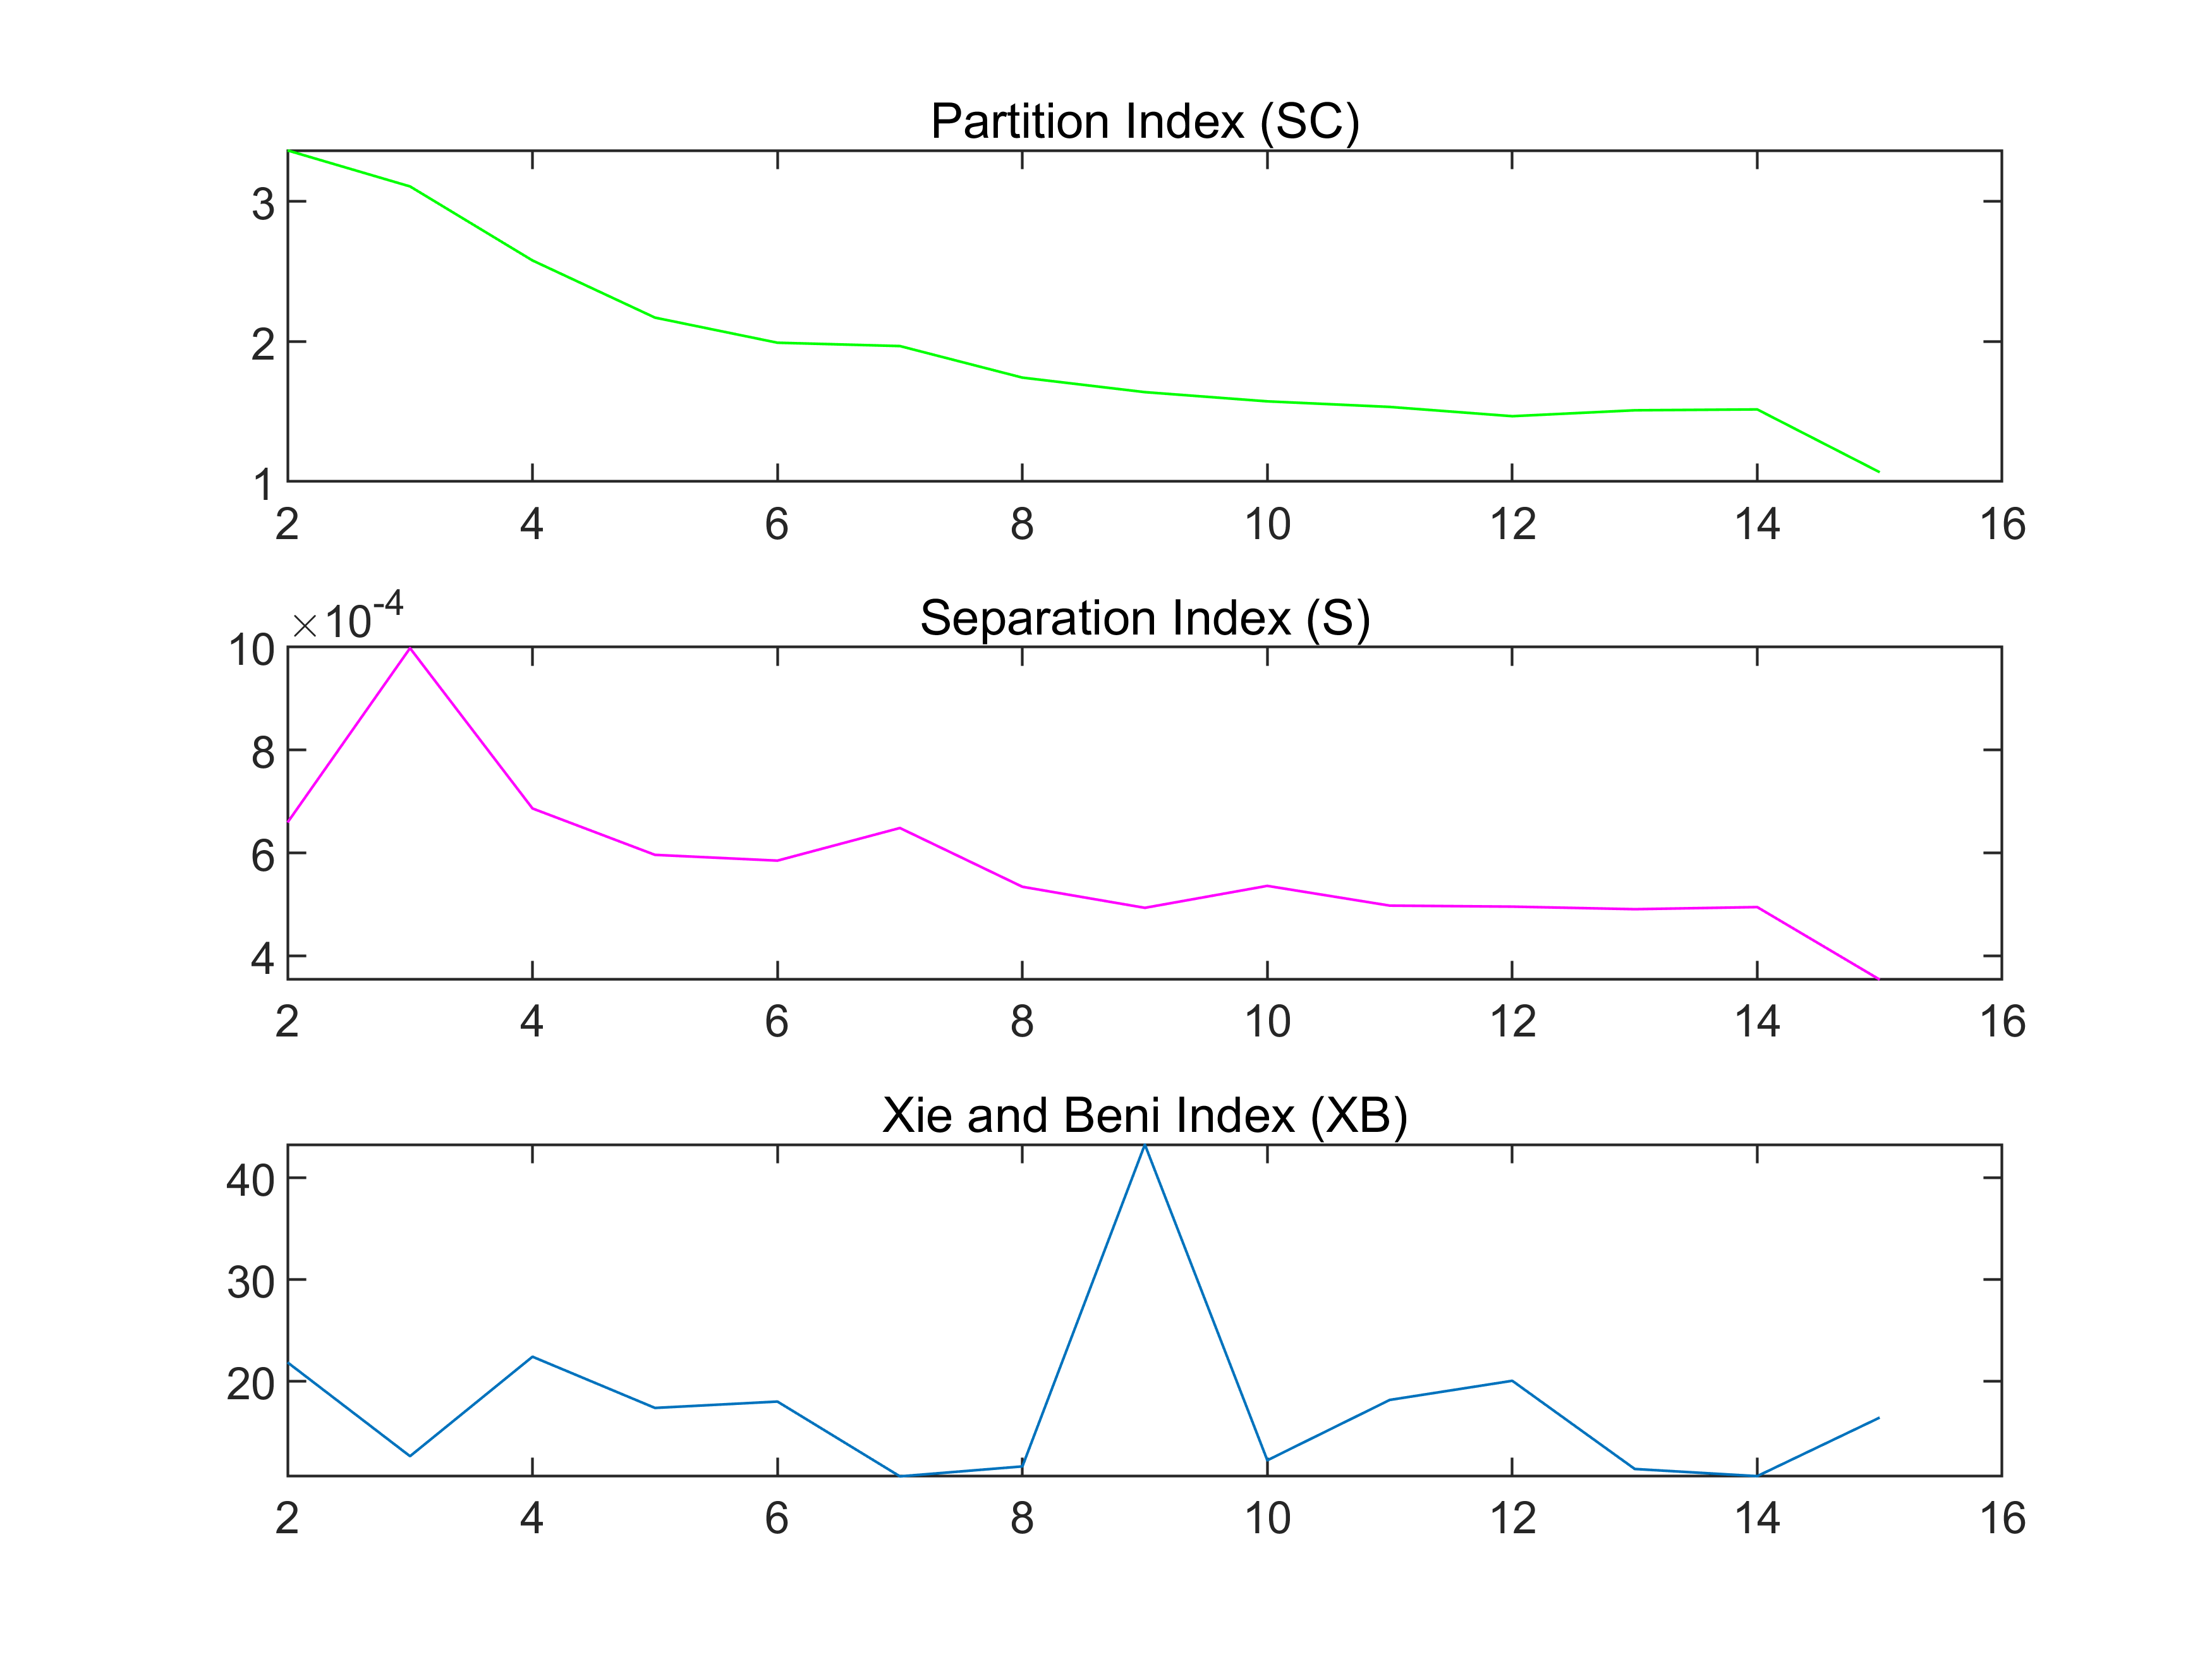 Partition Index (SC)
3
2
1
2 4 6 8 10 12 14 16
×10-4
Separation Index (S)
10
8
6
4
2 4 6 8 10 12 14 16
Xie and Beni Index (XB)
40
30
20
2 4 6 8 10 12 14 16